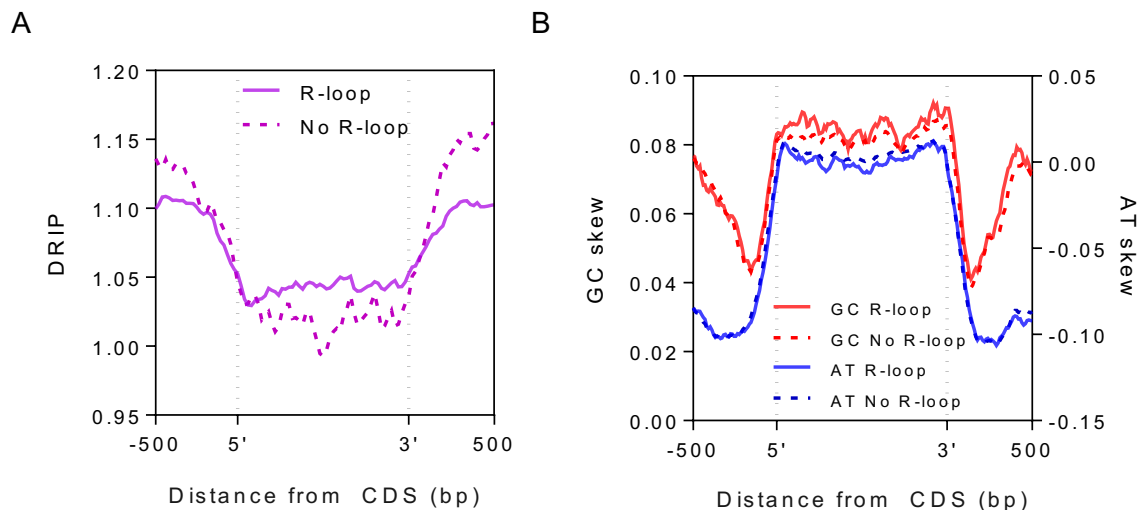 A
1.20
1.15
1.10
1.05
1.00
0.95
DRIP
R-loop
No R-loop
-500
5'
3'
500
Distance from CDS (bp)
B
0.10
0.08
0.06
0.04
0.02
0.00
GC skew
0.05
0.00
-0.05
-0.10
-0.15
AT skew
GC R-loop
GC No R-loop
AT R-loop
AT No R-loop
-500
5'
3'
500
Distance from CDS (bp)